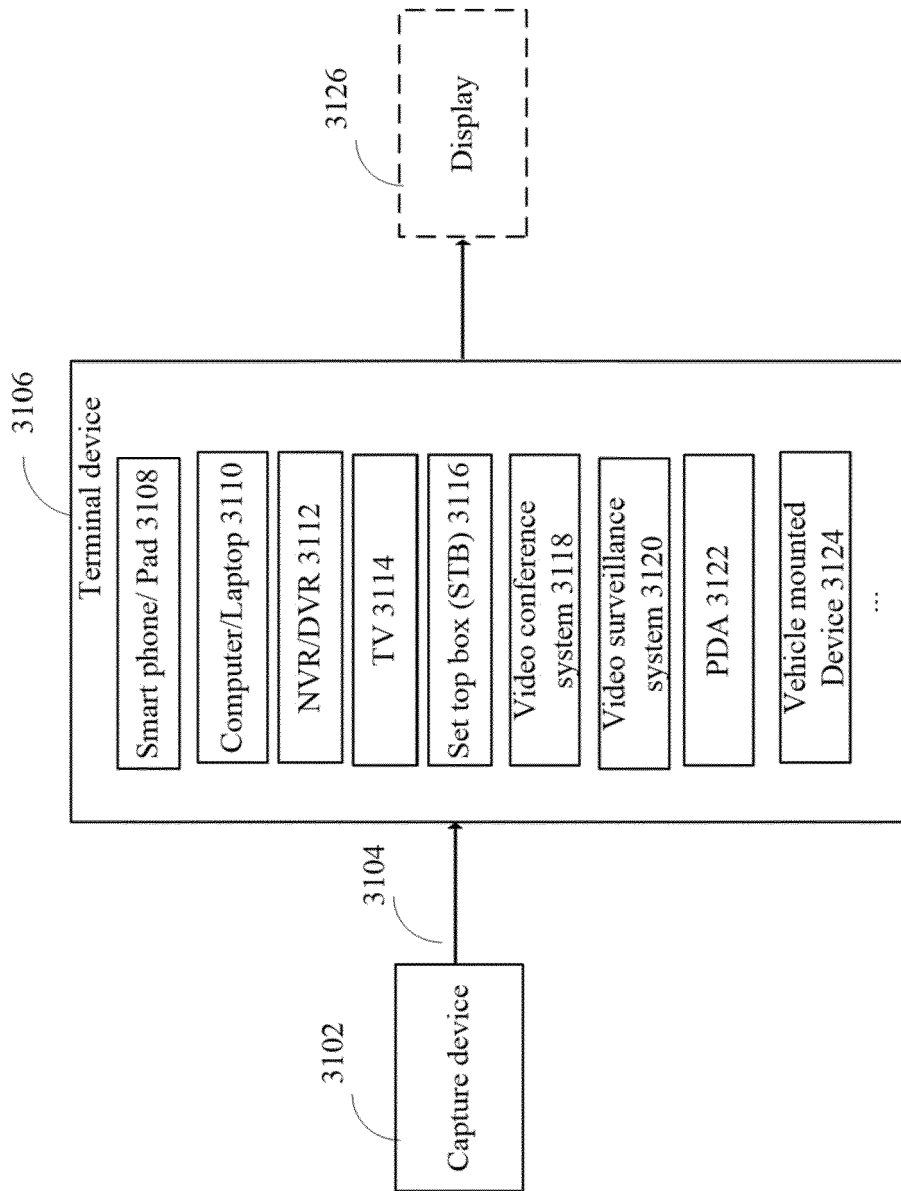 3102
Capture device
3104
3106
Terminal device
Smart phone/ Pad 3108
Computer/Laptop 3110
NVR/DVR 3112
TV 3114
Set top box (STB) 3116
Video conference
system 3118
Video surveillance
system 3120
PDA 3122
Vehicle mounted
Device 3124
...
3126
Display